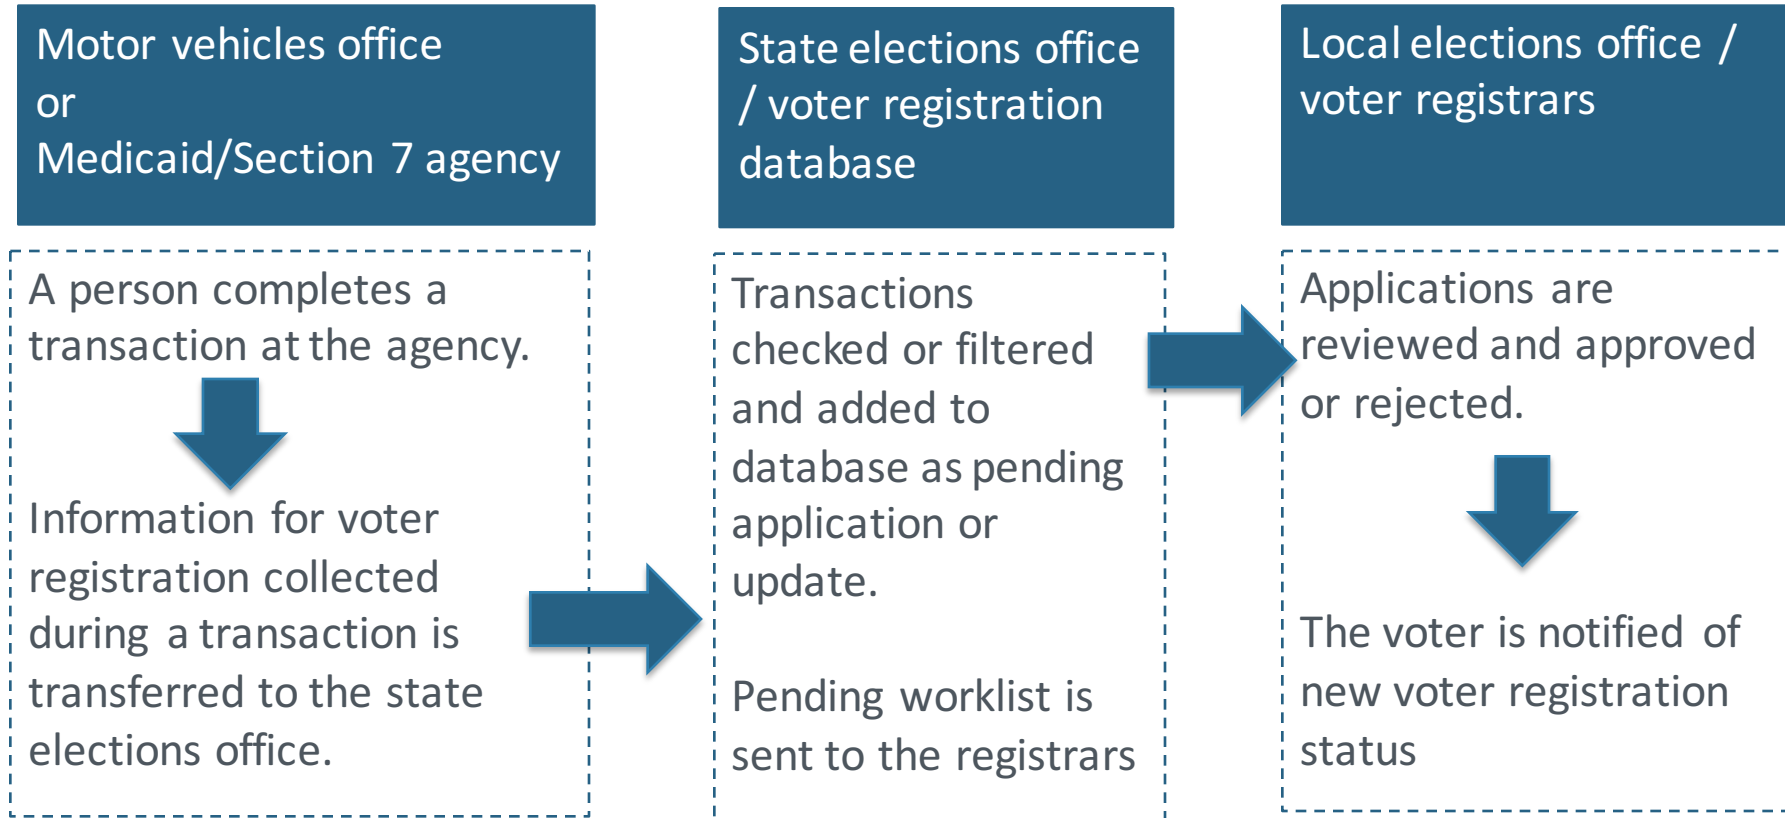 Motor vehicles office
or
Medicaid/Section 7 agency
A person completes a
transaction at the agency.
Information for voter
registration collected
during a transaction is
transferred to the state
elections office.
State elections office
/ voter registration
database
Transactions
checked or filtered
and added to
database as pending
application or
update.
Pending worklist is
sent to the registrars
Local elections office /
voter registrars
Applications are
reviewed and approved
or rejected.
The voter is notified of
new voter registration
status